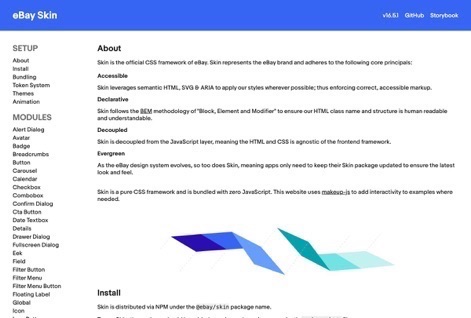 eBay Skin
v16.5.1 GitHub Storybook
SETUP
About
Install
Bundling
Token System
Themes
Animation
MODULES
Alert Dialog
Avatar
Badge
Breadcrumbs
Button
Carousel
Calendar
Checkbox
Combobox
Confirm Dialog
Cta Button
Date Textbox
Details
Drawer Dialog
Fullscreen Dialog
Eek
Field
Filter Button
Filter Menu
Filter Menu Button
Floating Label
Global
Icon
About
Skin is the official CSS framework of eBay. Skin represents the eBay brand and adheres to the following core principles:
Accessible
Skin leverages semantic HTML, SVG & ARIA to apply our styles wherever possible; thus enforcing correct, accessible markup.
Declarative
Skin follows the BEM methodology of "Block, Element and Modifier" to ensure our HTML class name and structure is human readable
and understandable.
Decoupled
Skin is decoupled from the JavaScript layer, meaning the HTML and CSS is agnostic of the frontend framework.
Evergreen
As the eBay design system evolves, so too does Skin, meaning apps only need to keep their Skin package updated to ensure the latest
look and feel.
Skin is a pure CSS framework and is bundled with zero JavaScript. This website uses makeup-js to add interactivity to examples where
needed.
Install
Skin is distributed via NPM under the @ebay/skin package name.